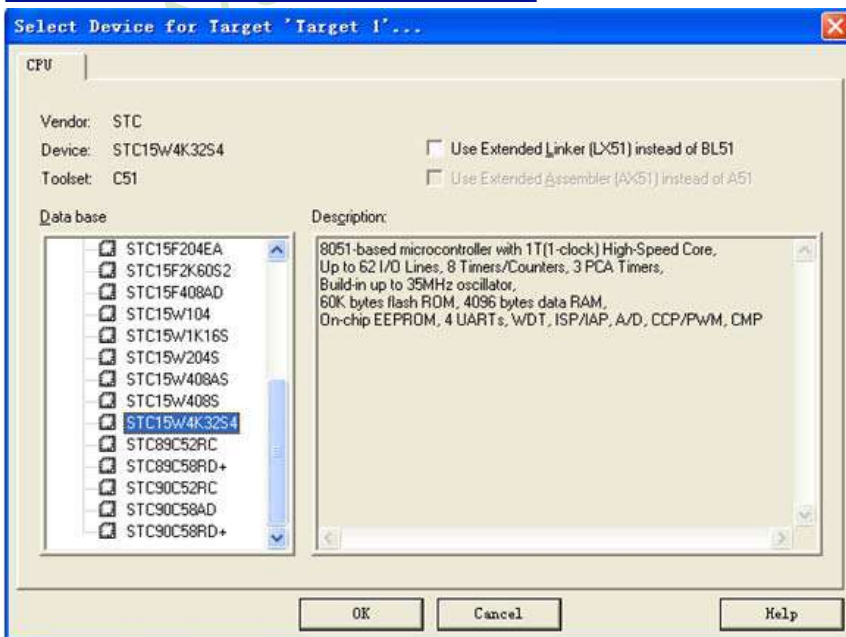 Select Device for Target 'Target 1'...
CPU
Vendor: STC
Device: STC15W4K32S4
Toolset: C51
Use Extended Linker (LX51) instead of BL51
Use Extended Assembler (AX51) instead of A51
Data base
STC15F204EA
STC15F2K60S2
STC15F408AD
STC15W104
STC15W1K16S
STC15W204S
STC15W408AS
STC15W408S
STC15W4K32S4
STC89C52RC
STC89C58RD+
STC90C52RC
STC90C58AD
STC90C58RD+
Description:
8051-based microcontroller with 1T(1-clock) High-Speed Core,
Up to 62 I/O Lines, 8 Timers/Counters, 3 PCA Timers,
Build-in up to 35MHz oscillator,
60K bytes flash ROM, 4096 bytes data RAM,
On-chip EEPROM, 4 UARTs, WDT, ISP/IAP, A/D, CCP/PWM, CMP
OK
Cancel
Help